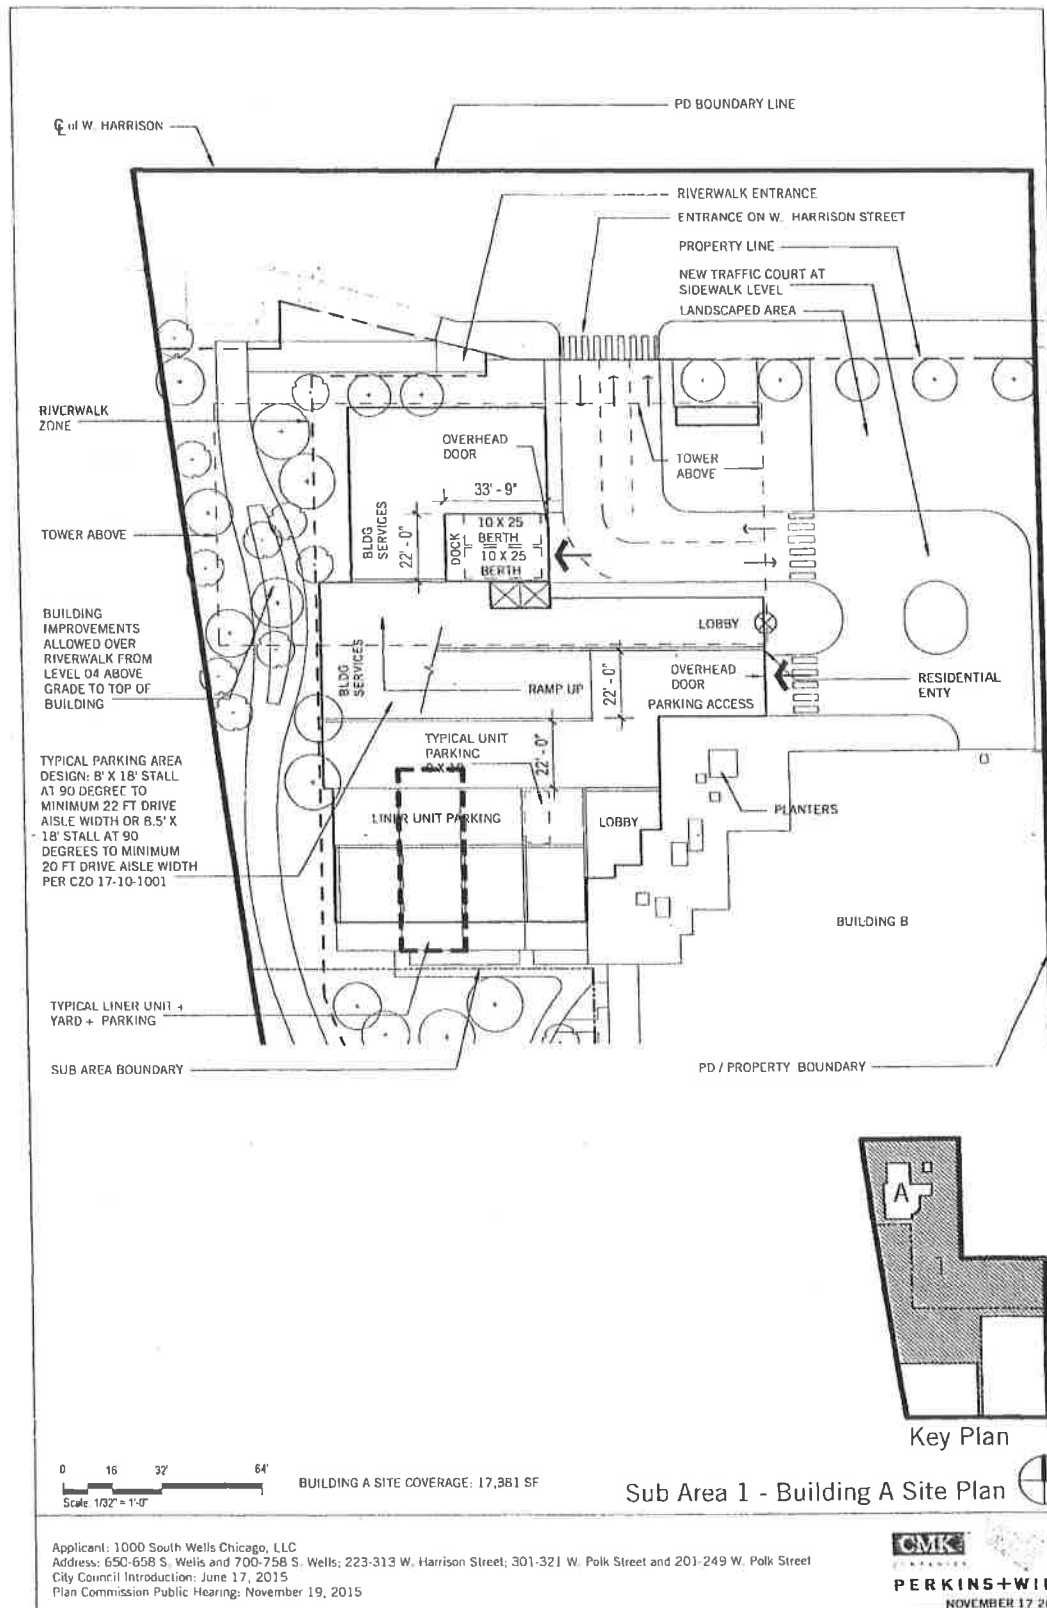 PD BOUNDARY LINE
℄ of W. HARRISON
RIVERWALK ENTRANCE
ENTRANCE ON W. HARRISON STREET
PROPERTY LINE
NEW TRAFFIC COURT AT
SIDEWALK LEVEL
LANDSCAPED AREA
RIVERWALK
ZONE
OVERHEAD
DOOR
TOWER
ABOVE
33' - 9"
10 X 25
BERTH
10 X 25
BERTH
DOCK
BLDG
SERVICES
22' - 0"
TOWER ABOVE
BUILDING
IMPROVEMENTS
ALLOWED OVER
RIVERWALK FROM
LEVEL 04 ABOVE
GRADE TO TOP OF
BUILDING
LOBBY
BLDG
SERVICES
RAMP UP
22' - 0"
OVERHEAD
DOOR
PARKING ACCESS
RESIDENTIAL
ENTY
TYPICAL UNIT
PARKING
22' - 0"
TYPICAL PARKING AREA
DESIGN: 8' X 18' STALL
AT 90 DEGREE TO
MINIMUM 22 FT DRIVE
AISLE WIDTH OR 8.5' X
18' STALL AT 90
DEGREES TO MINIMUM
20 FT DRIVE AISLE WIDTH
PER CZO 17-10-1001
LINER UNIT PARKING
LOBBY
PLANTERS
BUILDING B
TYPICAL LINER UNIT +
YARD + PARKING
SUB AREA BOUNDARY
PD / PROPERTY BOUNDARY
A
1
Key Plan
0 16 32' 64'
Scale: 1/32" = 1'-0"
BUILDING A SITE COVERAGE: 17,381 SF
Sub Area 1 - Building A Site Plan
Applicant: 1000 South Wells Chicago, LLC
Address: 650-658 S. Wells and 700-758 S. Wells; 223-313 W. Harrison Street; 301-321 W. Polk Street and 201-249 W. Polk Street
City Council Introduction: June 17, 2015
Plan Commission Public Hearing: November 19, 2015
CMK
PERKINS+WIL
NOVEMBER 17 20